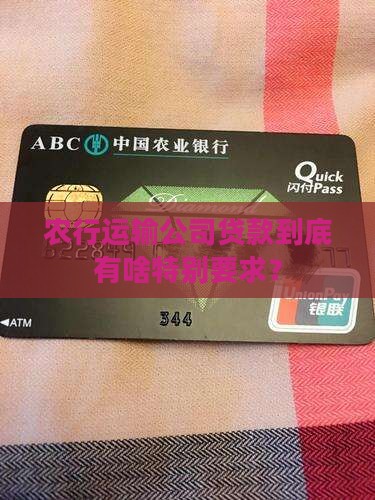 ABC 中国农业银行
Quick
闪付Pass
Diamond
农行运输公司贷款到底
有啥特别要求?
ATM
344
UnionPay
银联